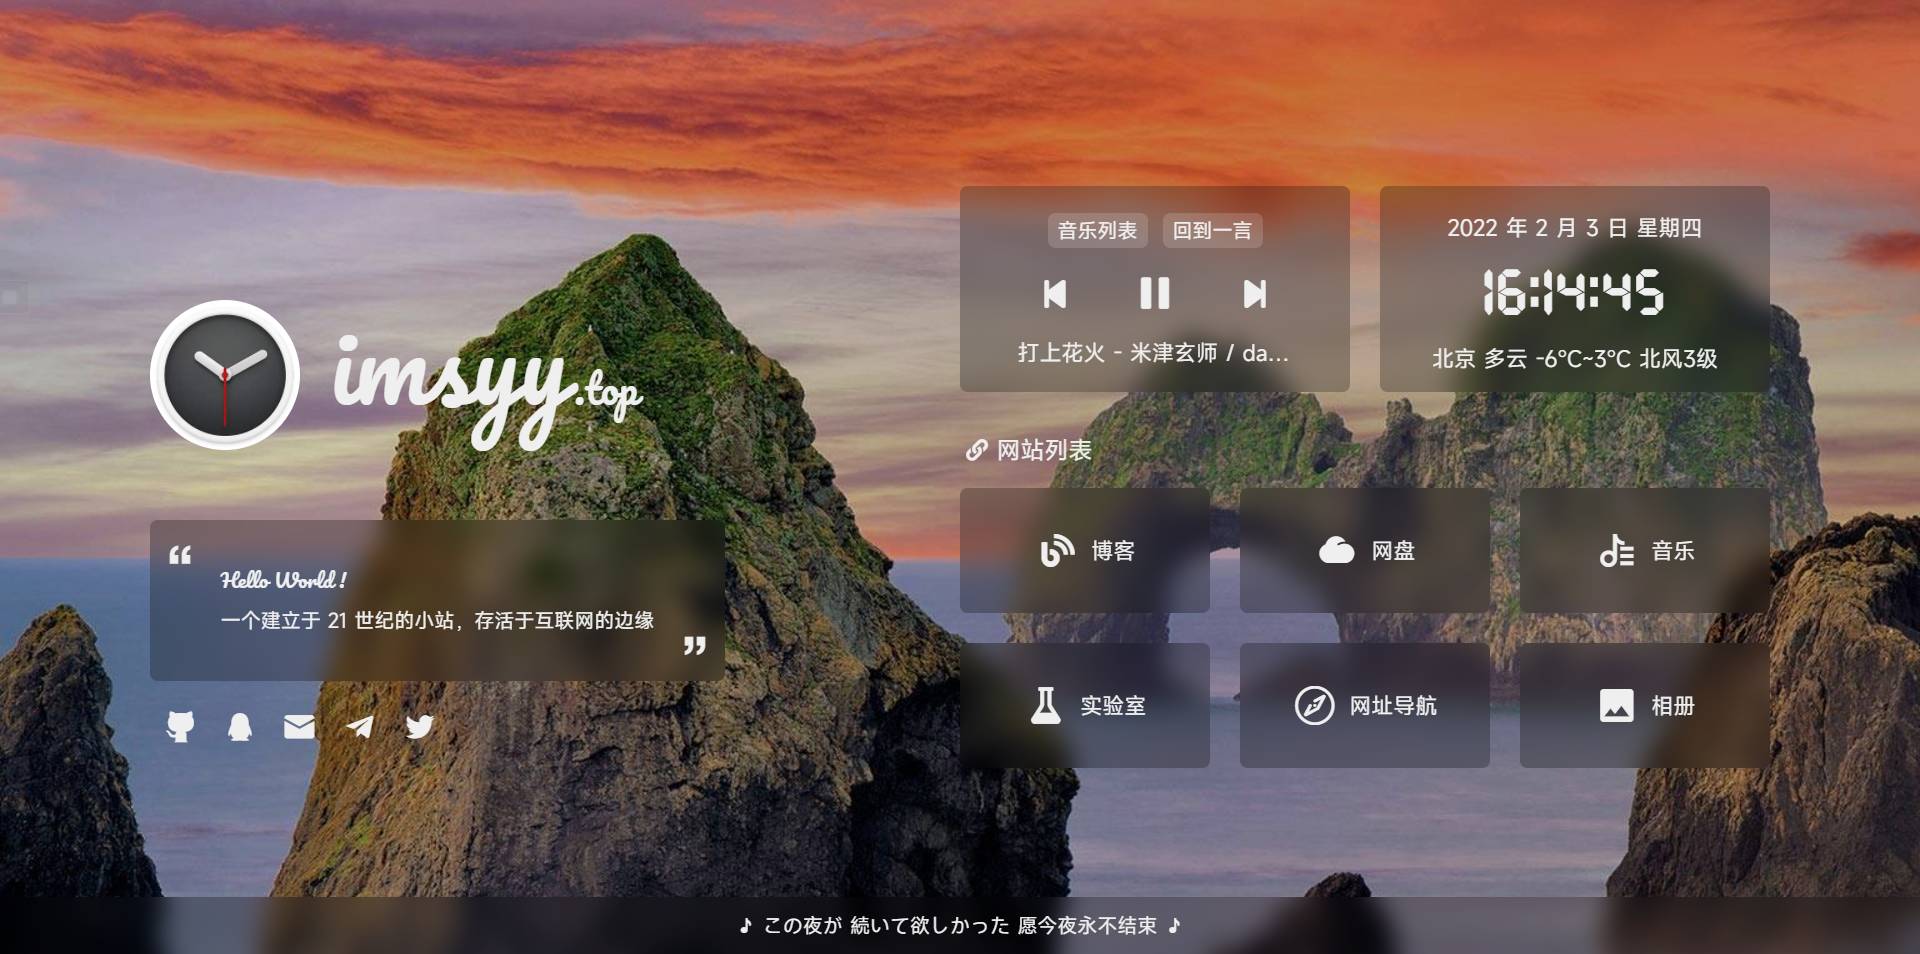 imsyy.top
Hello World !
一个建立于 21 世纪的小站，存活于互联网的边缘
音乐列表 回到一言
打上花火 - 米津玄师 / da...
2022 年 2 月 3 日 星期四
16:14:45
北京 多云 -6℃~3℃ 北风3级
网站列表
博客 网盘 音乐
实验室 网址导航 相册
♪ この夜が 続いて欲しかった 愿今夜永不结束 ♪